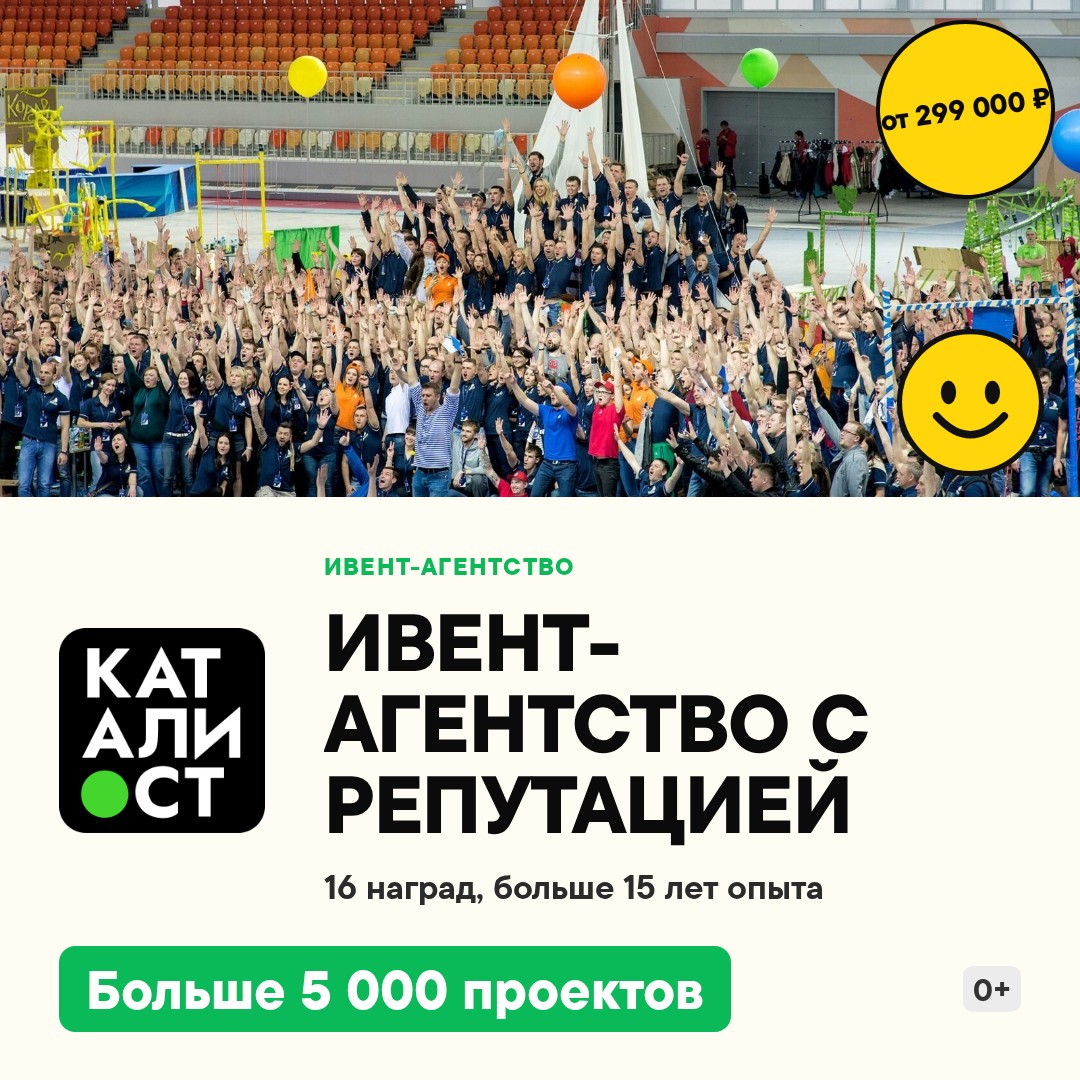 от 299 000 ₽
ИВЕНТ-АГЕНТСТВО
ИВЕНТ-
АГЕНТСТВО С
РЕПУТАЦИЕЙ
КАТ
АЛИ
СТ
16 наград, больше 15 лет опыта
Больше 5 000 проектов
0+